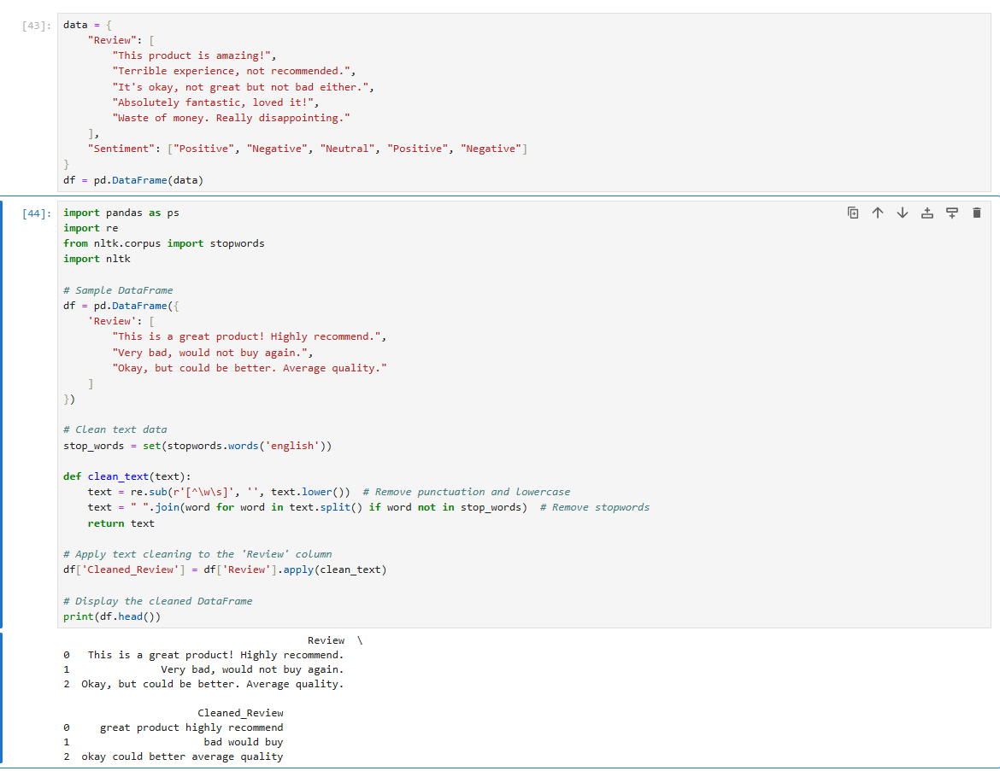 [43]: data = {
    "Review": [
        "This product is amazing!",
        "Terrible experience, not recommended.",
        "It's okay, not great but not bad either.",
        "Absolutely fantastic, loved it!",
        "Waste of money. Really disappointing."
    ],
    "Sentiment": ["Positive", "Negative", "Neutral", "Positive", "Negative"]
}
df = pd.DataFrame(data)
[44]: import pandas as ps
import re
from nltk.corpus import stopwords
import nltk

# Sample DataFrame
df = pd.DataFrame({
    'Review': [
        "This is a great product! Highly recommend.",
        "Very bad, would not buy again.",
        "Okay, but could be better. Average quality."
    ]
})

# Clean text data
stop_words = set(stopwords.words('english'))

def clean_text(text):
    text = re.sub(r'[^\w\s]', '', text.lower())  # Remove punctuation and lowercase
    text = " ".join(word for word in text.split() if word not in stop_words)  # Remove stopwords
    return text

# Apply text cleaning to the 'Review' column
df['Cleaned_Review'] = df['Review'].apply(clean_text)

# Display the cleaned DataFrame
print(df.head())
                                        Review  \
0   This is a great product! Highly recommend.
1               Very bad, would not buy again.
2  Okay, but could be better. Average quality.

                      Cleaned_Review
0     great product highly recommend
1                      bad would buy
2  okay could better average quality